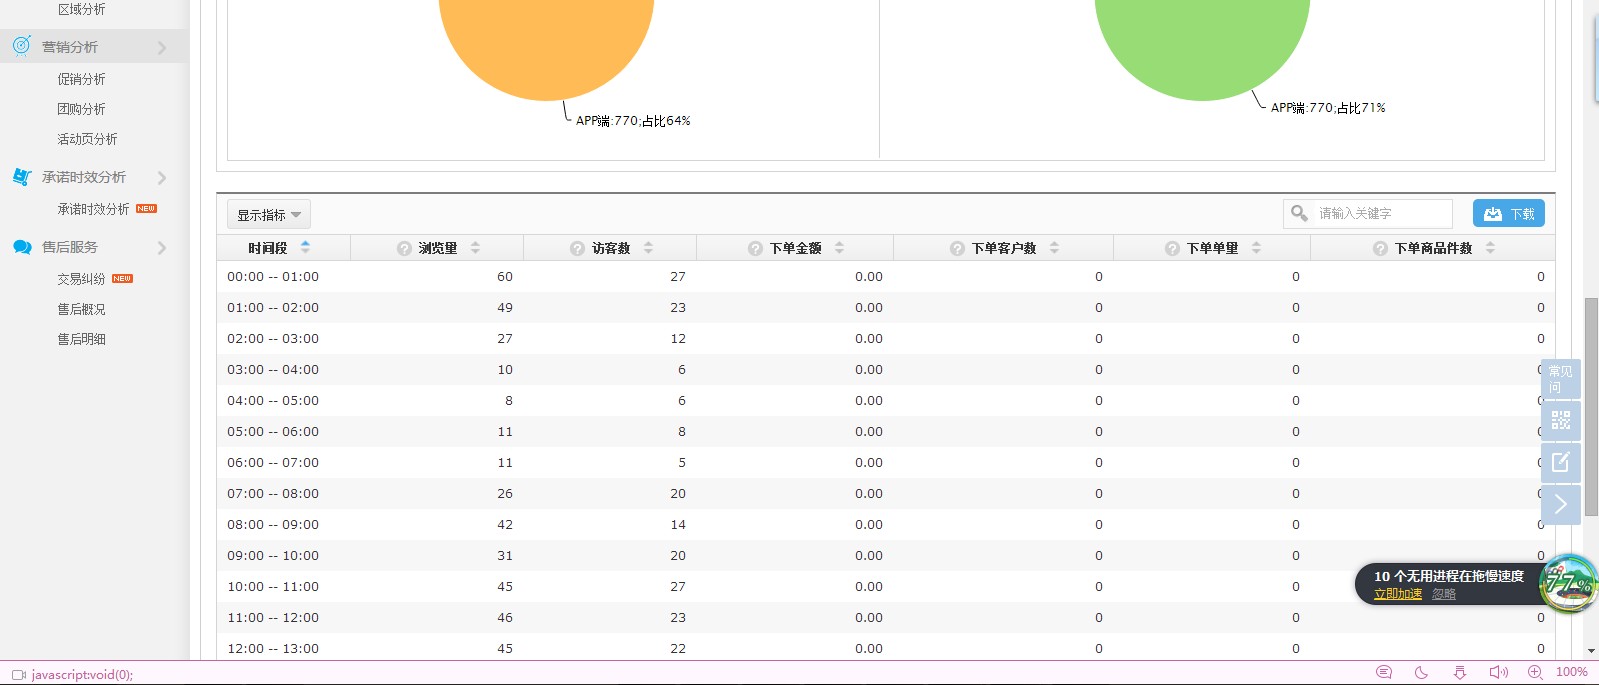 区域分析
营销分析
促销分析
团购分析
活动页分析
承诺时效分析
承诺时效分析 NEW
售后服务
交易纠纷 NEW
售后概况
售后明细
APP端:770;占比64%
APP端:770;占比71%
显示指标
请输入关键字
下载
时间段 浏览量 访客数 下单金额 下单客户数 下单单量 下单商品件数
00:00 -- 01:00 60 27 0.00 0 0 0
01:00 -- 02:00 49 23 0.00 0 0 0
02:00 -- 03:00 27 12 0.00 0 0 0
03:00 -- 04:00 10 6 0.00 0 0 0
04:00 -- 05:00 8 6 0.00 0 0 0
05:00 -- 06:00 11 8 0.00 0 0 0
06:00 -- 07:00 11 5 0.00 0 0 0
07:00 -- 08:00 26 20 0.00 0 0 0
08:00 -- 09:00 42 14 0.00 0 0 0
09:00 -- 10:00 31 20 0.00 0 0 0
10:00 -- 11:00 45 27 0.00 0 0
11:00 -- 12:00 46 23 0.00 0 0 0
12:00 -- 13:00 45 22 0.00 0 0 0
常见
问
10 个无用进程在拖慢速度
立即加速 忽略
77%
javascript:void(0);
100%